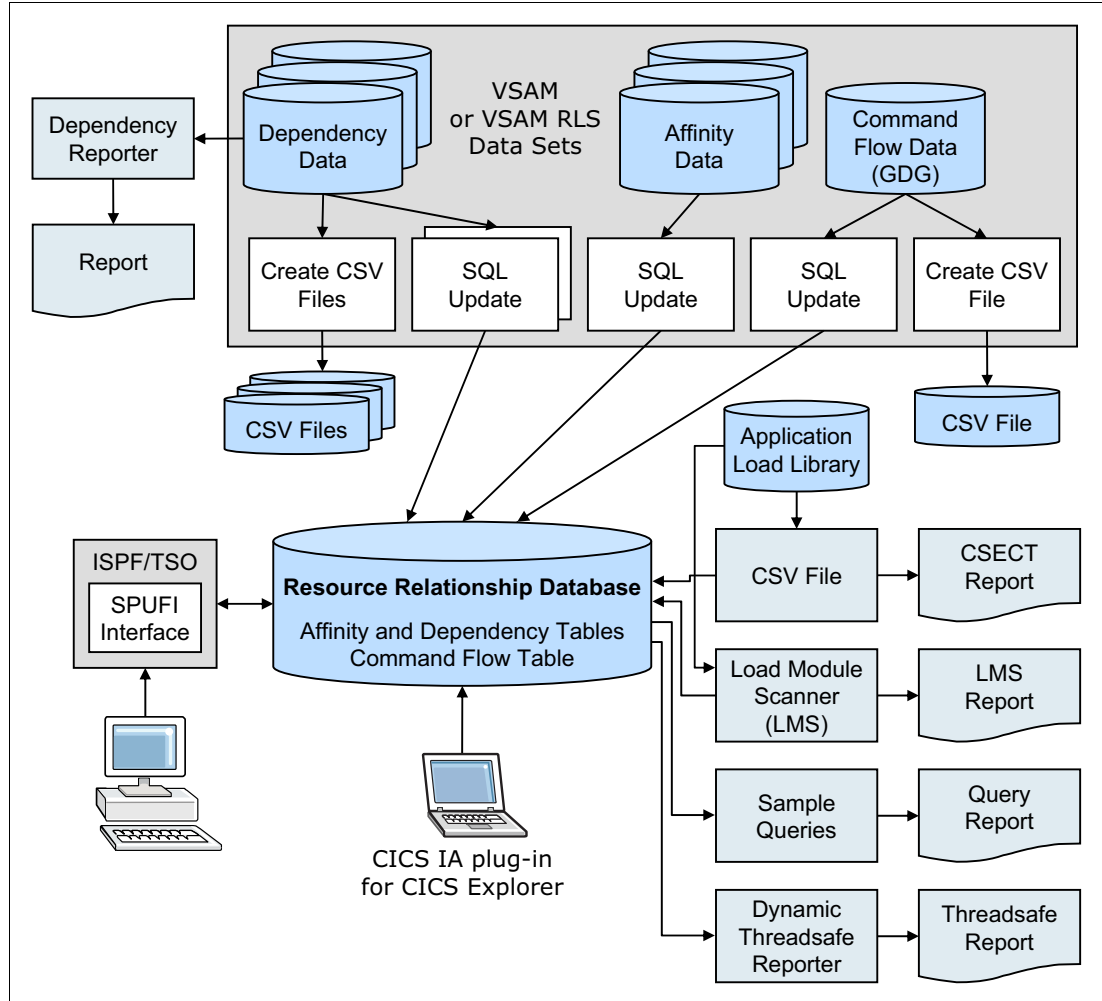 VSAM
or VSAM RLS
Data Sets
Dependency
Reporter
Dependency
Data
Affinity
Data
Command
Flow Data
(GDG)
Report
Create CSV
Files
SQL
Update
SQL
Update
SQL
Update
Create CSV
File
CSV Files
CSV File
Application
Load Library
ISPF/TSO
SPUFI
Interface
Resource Relationship Database
Affinity and Dependency Tables
Command Flow Table
CSV File
CSECT
Report
Load Module
Scanner
(LMS)
LMS
Report
CICS IA plug-in
for CICS Explorer
Sample
Queries
Query
Report
Dynamic
Threadsafe
Reporter
Threadsafe
Report